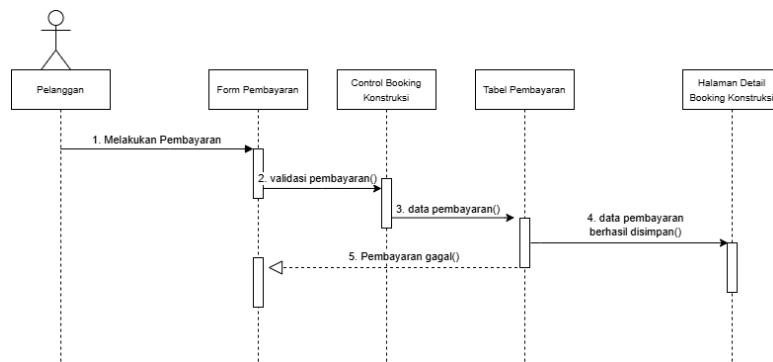 Pelanggan
Form Pembayaran
Control Booking
Konstruksi
Tabel Pembayaran
Halaman Detail
Booking Konstruksi
1. Melakukan Pembayaran
2. validasi pembayaran()
3. data pembayaran()
4. data pembayaran
berhasil disimpan()
5. Pembayaran gagal()